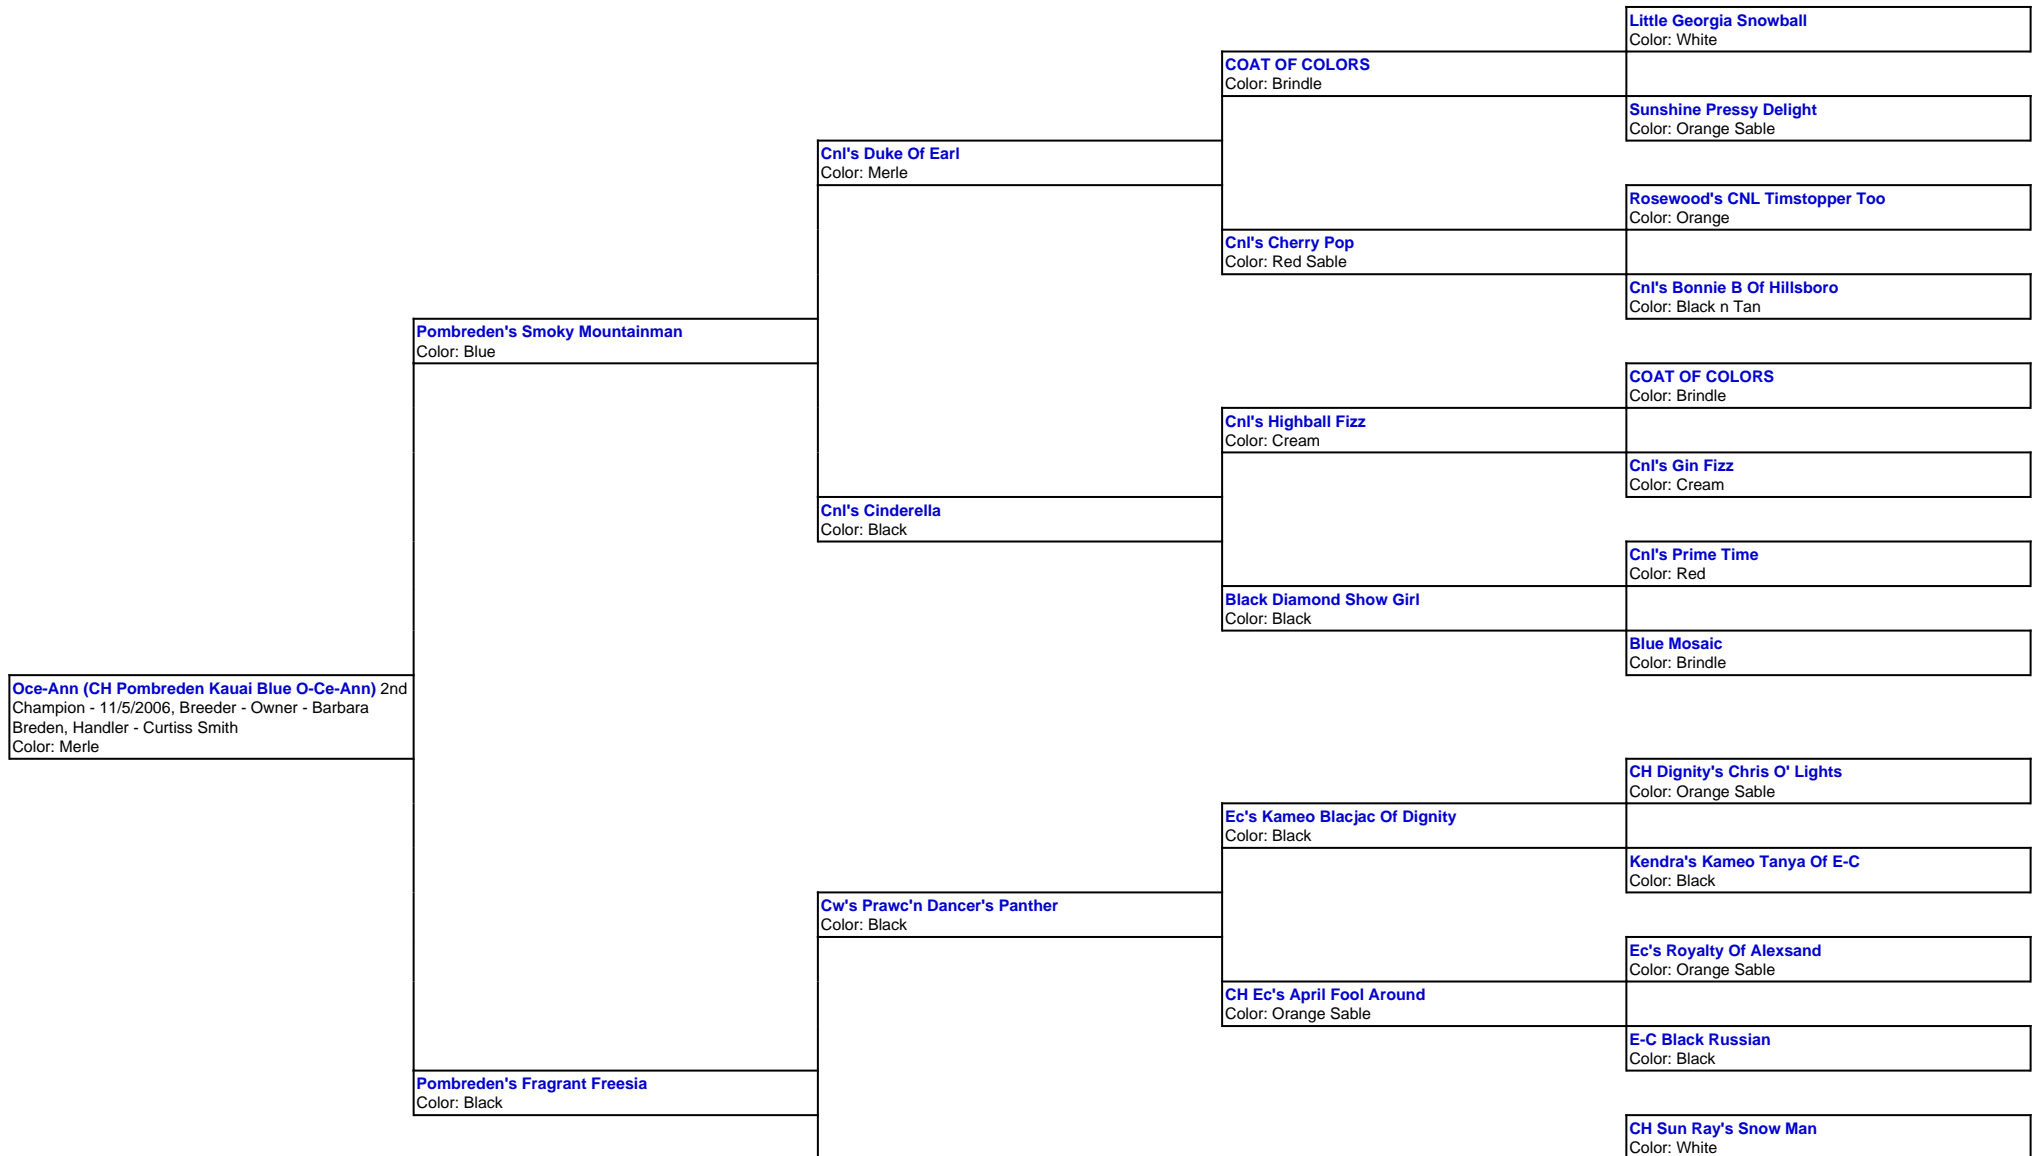 Little Georgia Snowball
Color: White
COAT OF COLORS
Color: Brindle
Sunshine Pressy Delight
Color: Orange Sable
Cnl's Duke Of Earl
Color: Merle
Rosewood's CNL Timstopper Too
Color: Orange
Cnl's Cherry Pop
Color: Red Sable
Cnl's Bonnie B Of Hillsboro
Color: Black n Tan
Pombreden's Smoky Mountainman
Color: Blue
COAT OF COLORS
Color: Brindle
Cnl's Highball Fizz
Color: Cream
Cnl's Gin Fizz
Color: Cream
Cnl's Cinderella
Color: Black
Cnl's Prime Time
Color: Red
Black Diamond Show Girl
Color: Black
Blue Mosaic
Color: Brindle
Oce-Ann (CH Pombreden Kauai Blue O-Ce-Ann) 2nd
Champion - 11/5/2006, Breeder - Owner - Barbara
Breden, Handler - Curtiss Smith
Color: Merle
CH Dignity's Chris O' Lights
Color: Orange Sable
Ec's Kameo Blacjac Of Dignity
Color: Black
Kendra's Kameo Tanya Of E-C
Color: Black
Cw's Prawc'n Dancer's Panther
Color: Black
Ec's Royalty Of Alexsand
Color: Orange Sable
CH Ec's April Fool Around
Color: Orange Sable
E-C Black Russian
Color: Black
Pombreden's Fragrant Freesia
Color: Black
CH Sun Ray's Snow Man
Color: White